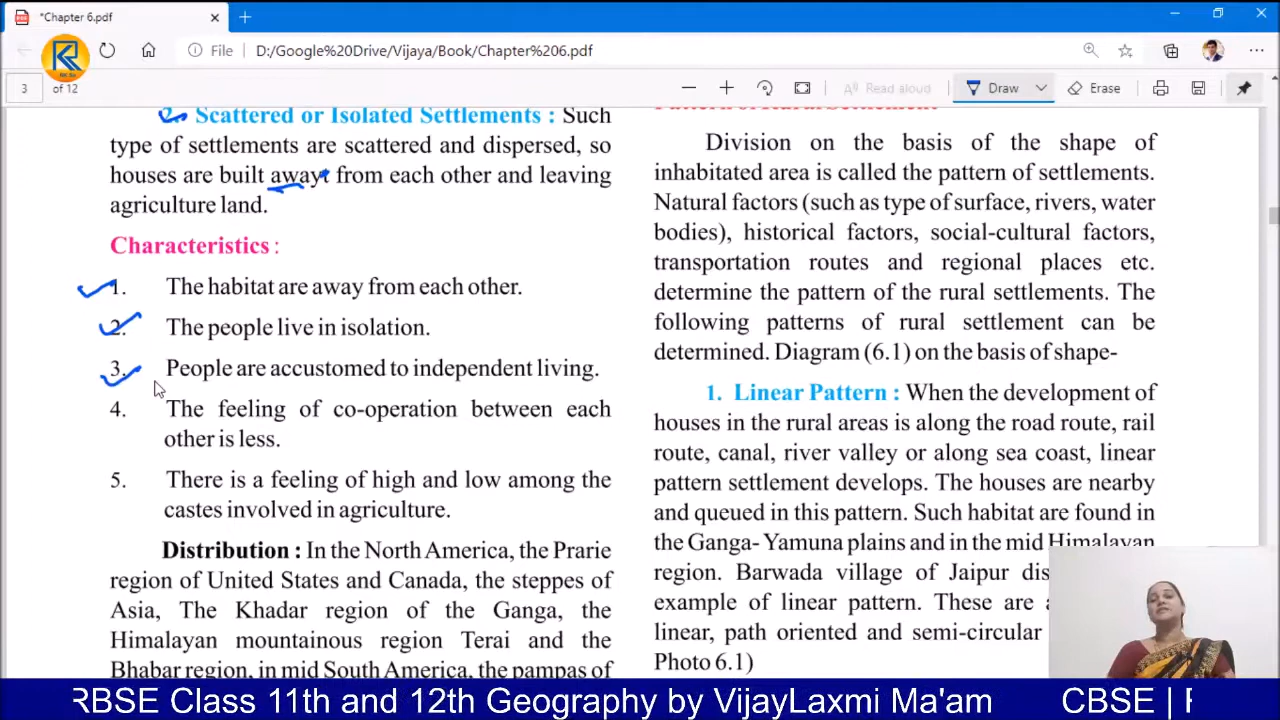 *Chapter 6.pdf
File
D:/Google%20Drive/Vijaya/Book/Chapter%206.pdf
3
of 12
Read aloud
Draw
Erase
Scattered or Isolated Settlements : Such
type of settlements are scattered and dispersed, so
houses are built awayt from each other and leaving
agriculture land.
Characteristics :
1. The habitat are away from each other.
2. The people live in isolation.
3. People are accustomed to independent living.
4. The feeling of co-operation between each
other is less.
5. There is a feeling of high and low among the
castes involved in agriculture.
Distribution : In the North America, the Prarie
region of United States and Canada, the steppes of
Asia, The Khadar region of the Ganga, the
Himalayan mountainous region Terai and the
Bhabar region, in mid South America, the pampas of
Pattern of Rural Settlement
Division on the basis of the shape of
inhabited area is called the pattern of settlements.
Natural factors (such as type of surface, rivers, water
bodies), historical factors, social-cultural factors,
transportation routes and regional places etc.
determine the pattern of the rural settlements. The
following patterns of rural settlement can be
determined. Diagram (6.1) on the basis of shape-
1. Linear Pattern : When the development of
houses in the rural areas is along the road route, rail
route, canal, river valley or along sea coast, linear
pattern settlement develops. The houses are nearby
and queued in this pattern. Such habitat are found in
the Ganga- Yamuna plains and in the mid Himalayan
region. Barwada village of Jaipur dis
example of linear pattern. These are a
linear, path oriented and semi-circular
Photo 6.1)
RBSE Class 11th and 12th Geography by VijayLaxmi Ma'am CBSE |